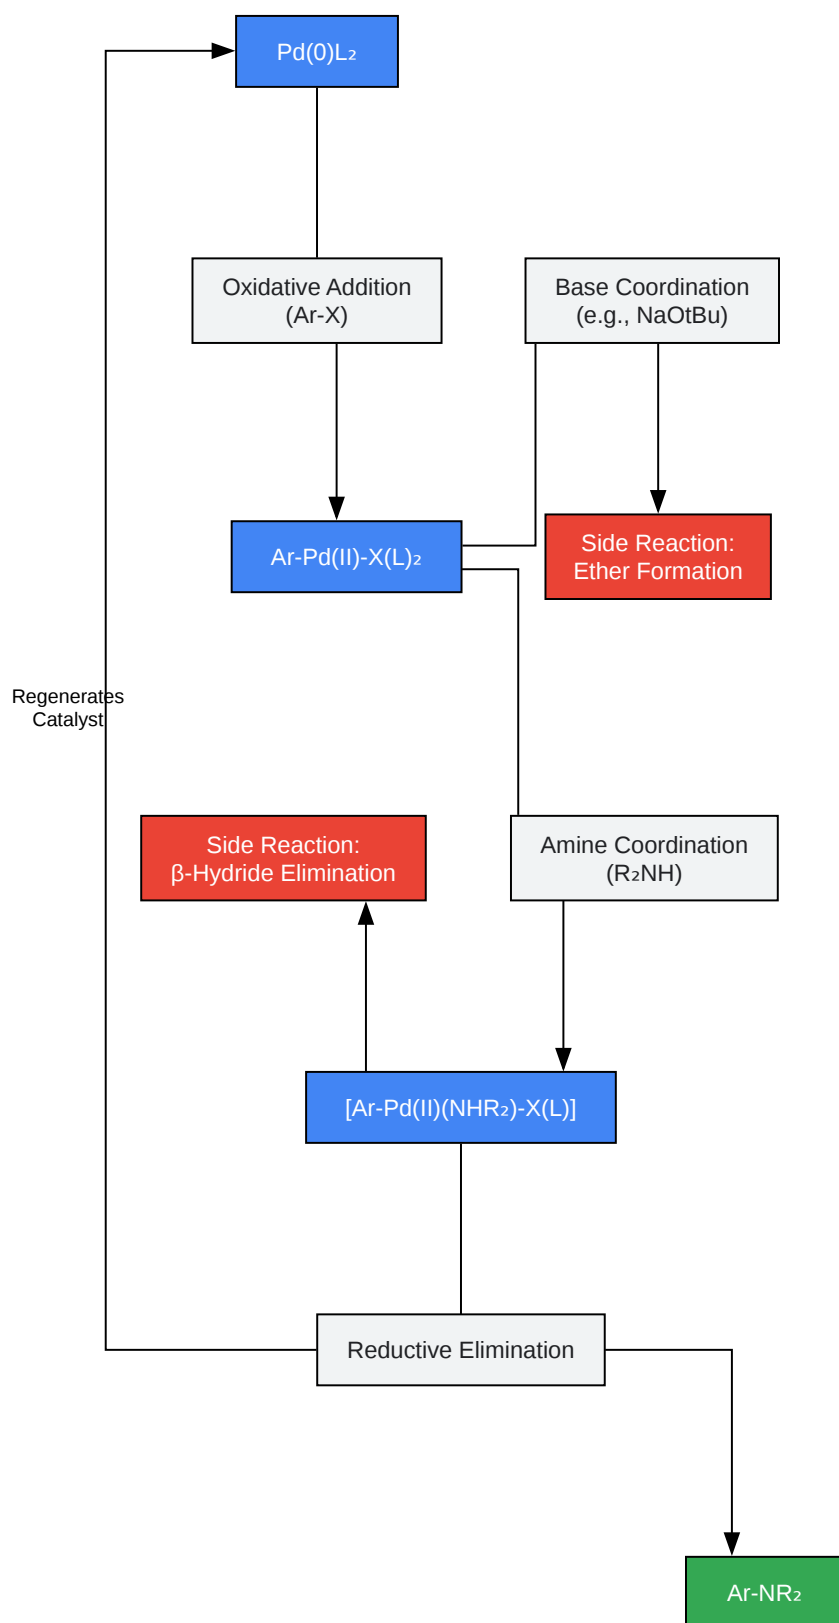 Pd(0)L₂
Oxidative Addition
(Ar-X)
Base Coordination
(e.g., NaOtBu)
Ar-Pd(II)-X(L)₂
Side Reaction:
Ether Formation
Regenerates
Catalyst
Side Reaction:
β-Hydride Elimination
Amine Coordination
(R₂NH)
[Ar-Pd(II)(NHR₂)-X(L)]
Reductive Elimination
Ar-NR₂